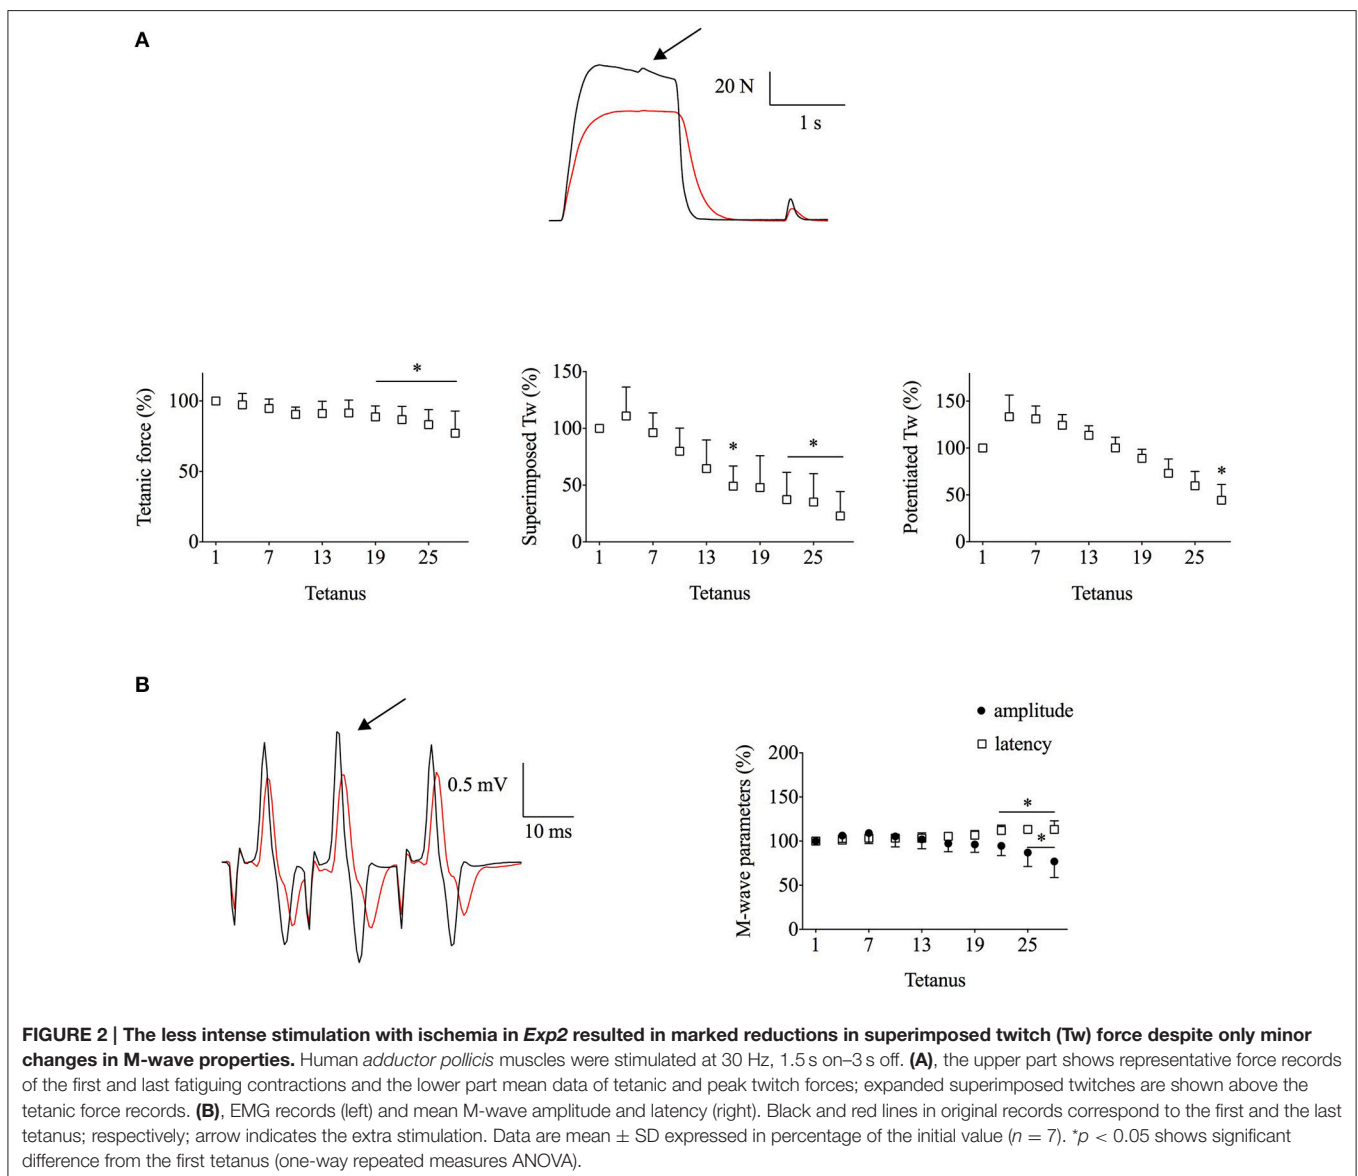 A
20 N
1 s
Tetanic force (%)
100
50
0
1 7 13 19 25
Tetanus
*
Superimposed Tw (%)
150
100
50
0
1 7 13 19 25
Tetanus
*
*
Potentiated Tw (%)
150
100
50
0
1 7 13 19 25
Tetanus
*
B
0.5 mV
10 ms
amplitude
latency
M-wave parameters (%)
200
150
100
50
0
1 7 13 19 25
Tetanus
*
*
FIGURE 2 | The less intense stimulation with ischemia in Exp2 resulted in marked reductions in superimposed twitch (Tw) force despite only minor
changes in M-wave properties. Human adductor pollicis muscles were stimulated at 30 Hz, 1.5 s on–3 s off. (A), the upper part shows representative force records
of the first and last fatiguing contractions and the lower part mean data of tetanic and peak twitch forces; expanded superimposed twitches are shown above the
tetanic force records. (B), EMG records (left) and mean M-wave amplitude and latency (right). Black and red lines in original records correspond to the first and the last
tetanus; respectively; arrow indicates the extra stimulation. Data are mean ± SD expressed in percentage of the initial value (n = 7). *p < 0.05 shows significant
difference from the first tetanus (one-way repeated measures ANOVA).